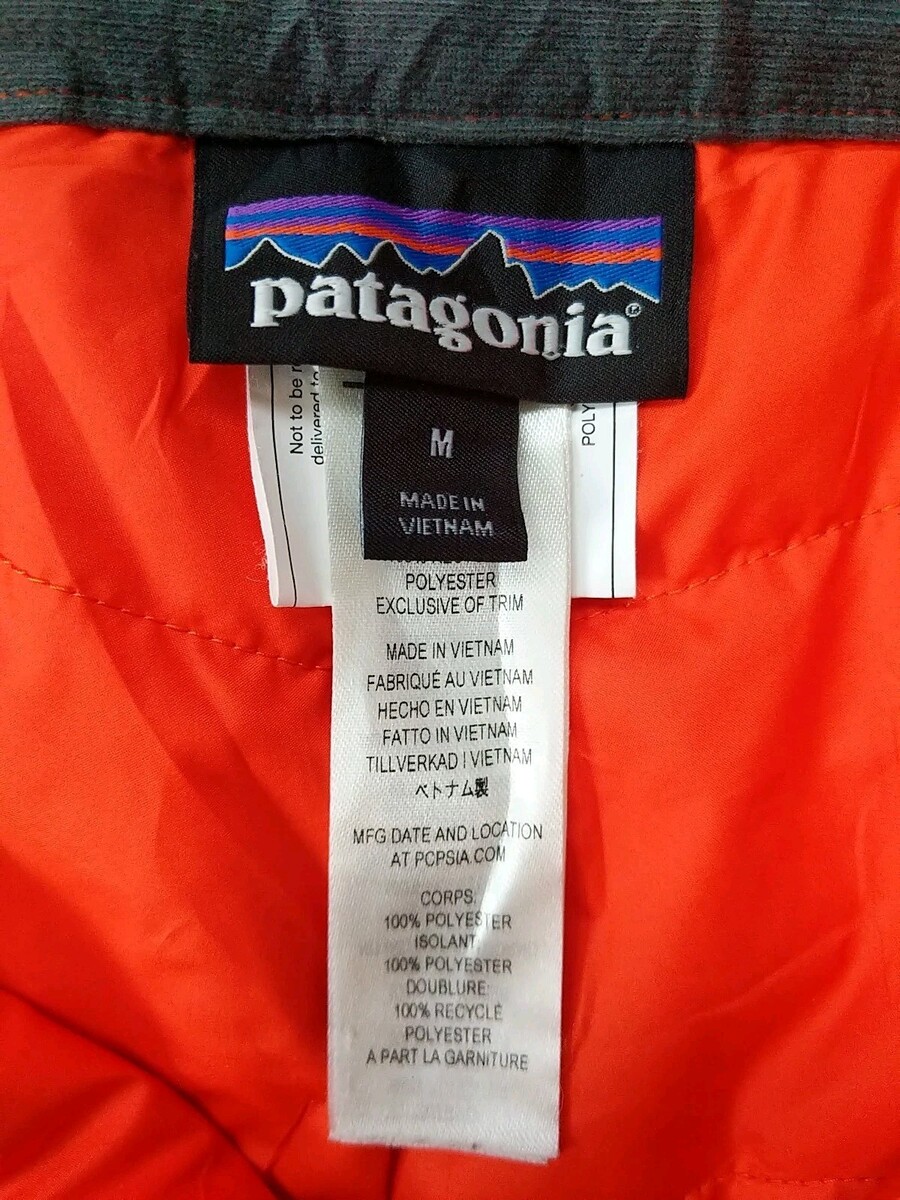 patagonia®
Not to be
delivered to
POLY
M
MADE IN
VIETNAM
POLYESTER
EXCLUSIVE OF TRIM
MADE IN VIETNAM
FABRIQUÉ AU VIETNAM
HECHO EN VIETNAM
FATTO IN VIETNAM
TILLVERKAD I VIETNAM
ベトナム製
MFG DATE AND LOCATION
AT PCPSIA.COM
CORPS:
100% POLYESTER
ISOLANT:
100% POLYESTER
DOUBLURE:
100% RECYCLÉ
POLYESTER
A PART LA GARNITURE